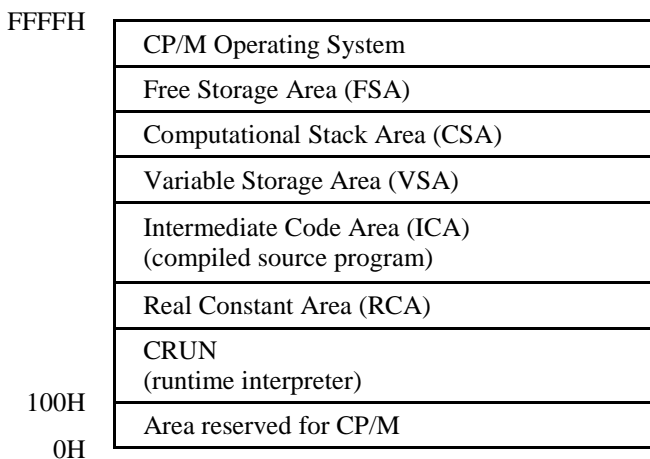 FFFFH
CP/M Operating System
Free Storage Area (FSA)
Computational Stack Area (CSA)
Variable Storage Area (VSA)
Intermediate Code Area (ICA)
(compiled source program)
Real Constant Area (RCA)
CRUN
(runtime interpreter)
100H
Area reserved for CP/M
0H